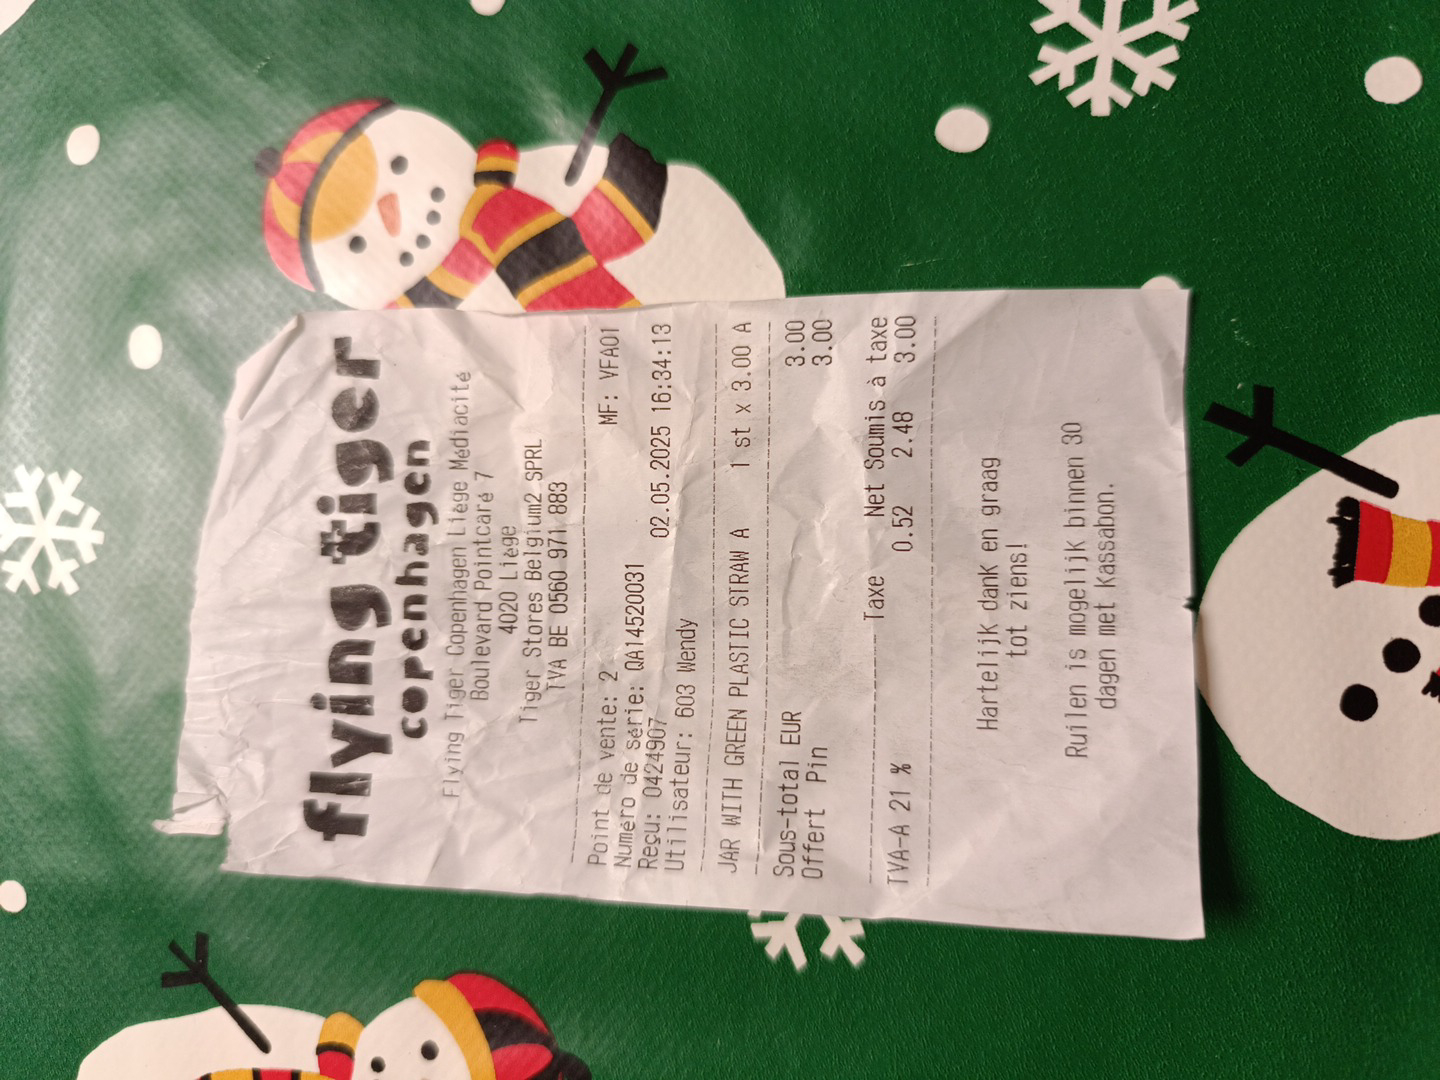 flying tiger
copenhagen
Flying Tiger Copenhagen Liège Médiacité
Boulevard Pointcaré 7
4020 Liège
Tiger Stores Belgium2 SPRL
TVA BE 0560 971 883
Point de vente: 2 MF: VFA01
Numéro de série: QA14520031
Reçu: 0424907 02.05.2025 16:34:13
Utilisateur: 603 Wendy
JAR WITH GREEN PLASTIC STRAW A 1 st x 3.00 A
Sous-total EUR 3.00
Offert Pin 3.00
Taxe Net Soumis à taxe
TVA-A 21 % 0.52 2.48 3.00
Hartelijk dank en graag
tot ziens!
Ruilen is mogelijk binnen 30
dagen met Kassabon.